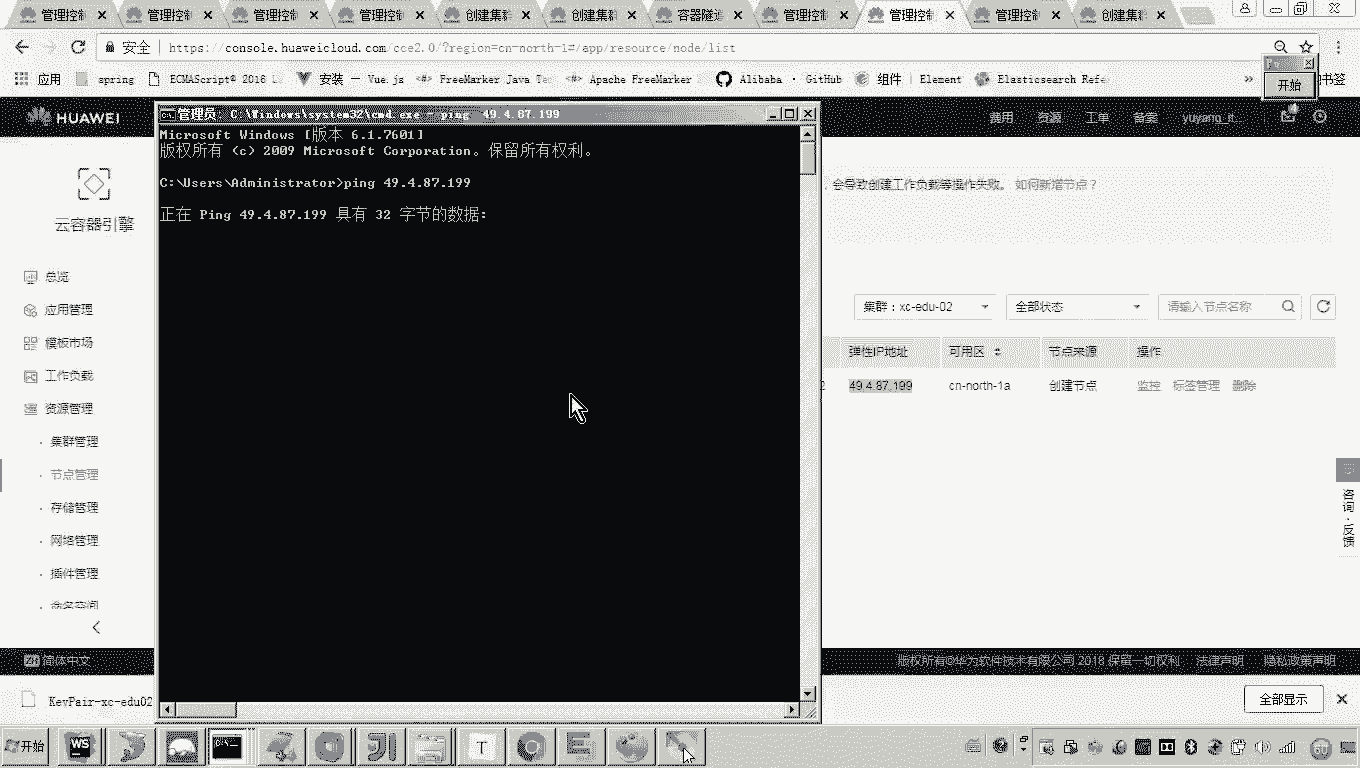 管理控制 管理控制 管理控制 管理控制 创建集群 创建集群 容器隧道 管理控制 管理控制 管理控制 创建集群
安全 https://console.huaweicloud.com/cce2.0/?region=cn-north-1#/app/resource/node/list
应用 spring ECMAScript® 2016 L 安装 — Vue.js FreeMarker Java Tem Apache FreeMarker Alibaba · GitHub 组件 | Element Elasticsearch Refe » 书签
开始
HUAWEI 费用 资源 工单 备案
管理员: C:\Windows\system32\cmd.exe - ping 49.4.87.199
Microsoft Windows [版本 6.1.7601]
版权所有 (c) 2009 Microsoft Corporation。保留所有权利。
C:\Users\Administrator>ping 49.4.87.199
正在 Ping 49.4.87.199 具有 32 字节的数据:
云容器引擎
总览
应用管理
模板市场
工作负载
资源管理
集群管理
节点管理
存储管理
网络管理
插件管理
命名空间
会导致创建工作负载等操作失败。 如何新增节点？
集群：xc-edu-02 全部状态 请输入节点名称
弹性IP地址 可用区 节点来源 操作
49.4.87.199 cn-north-1a 创建节点 监控 标签管理 删除
咨询·反馈
简体中文 版权所有©华为软件技术有限公司 2018 保留一切权利 法律声明 隐私政策声明
KeyPair-xc-edu02 全部显示
开始